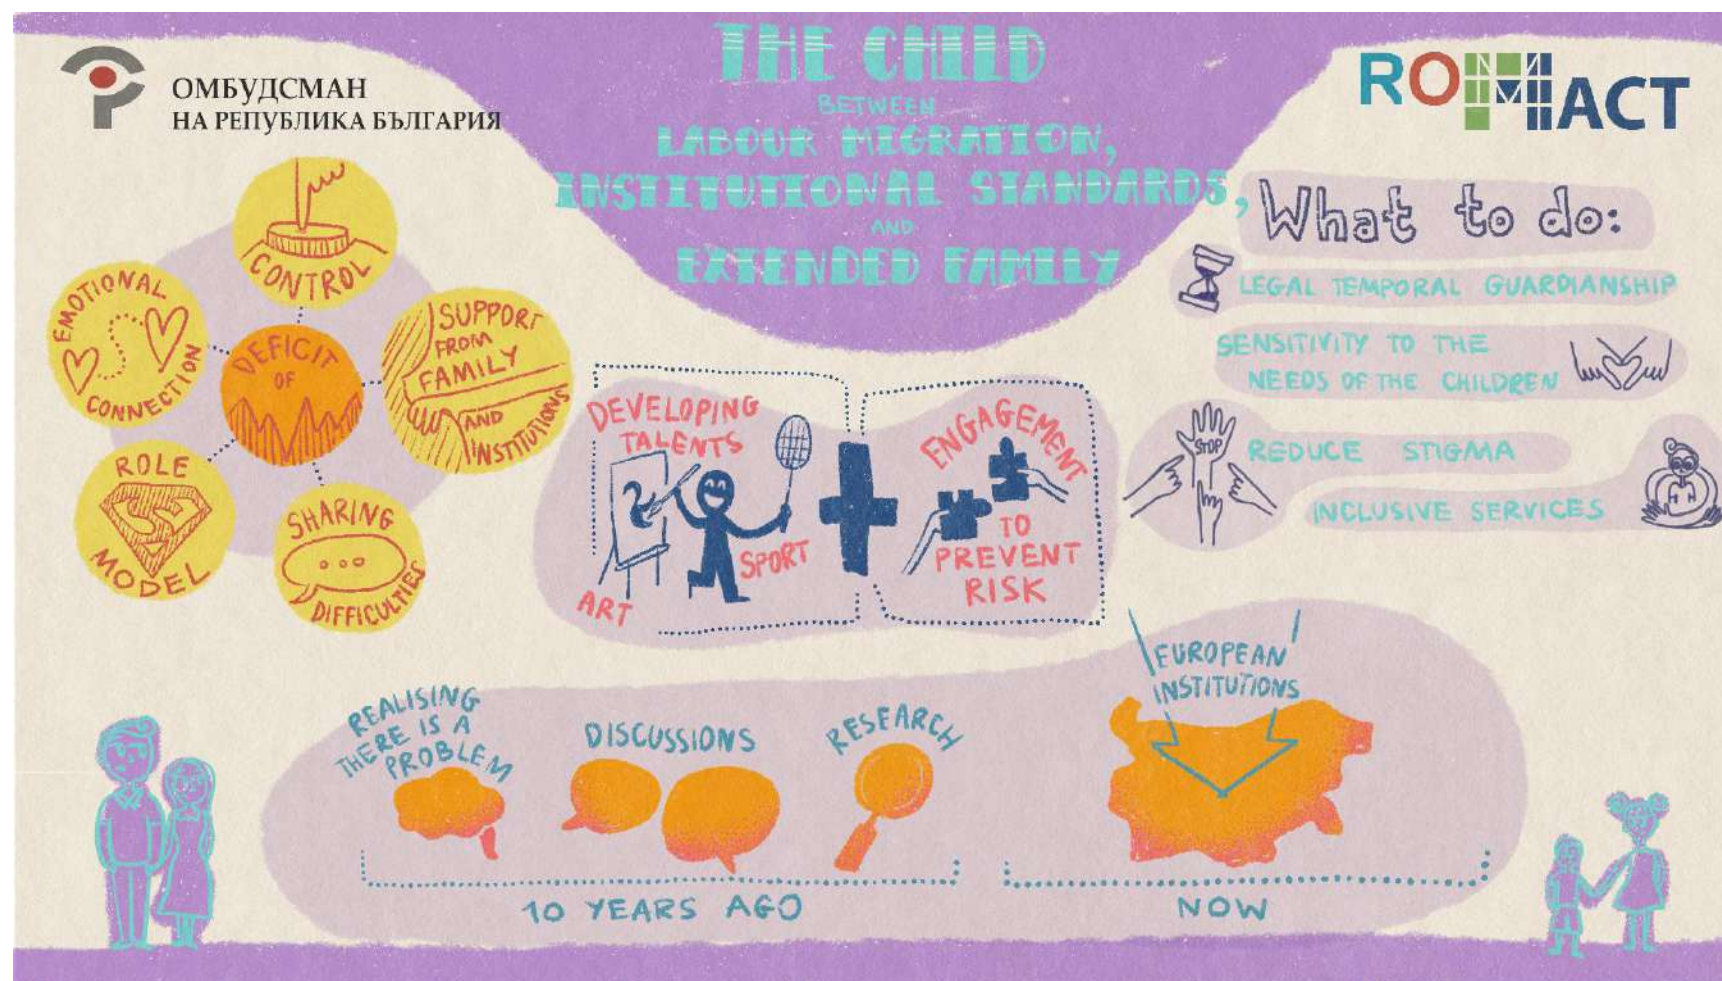 THE CHILD
BETWEEN
LABOUR MIGRATION,
INSTITUTIONAL STANDARDS,
AND
EXTENDED FAMILY
ОМБУДСМАН
НА РЕПУБЛИКА БЪЛГАРИЯ
ROMACT
CONTROL
EMOTIONAL
CONNECTION
DEFICIT
OF
SUPPORT
FROM
FAMILY
AND
INSTITUTIONS
ROLE
MODEL
SHARING
DIFFICULTIES
DEVELOPING
TALENTS
SPORT
ART
ENGAGEMENT
TO
PREVENT
RISK
What to do:
LEGAL TEMPORAL GUARDIANSHIP
SENSITIVITY TO THE
NEEDS OF THE CHILDREN
STOP
REDUCE STIGMA
INCLUSIVE SERVICES
REALISING
THERE IS A
PROBLEM
DISCUSSIONS
RESEARCH
10 YEARS AGO
EUROPEAN
INSTITUTIONS
NOW